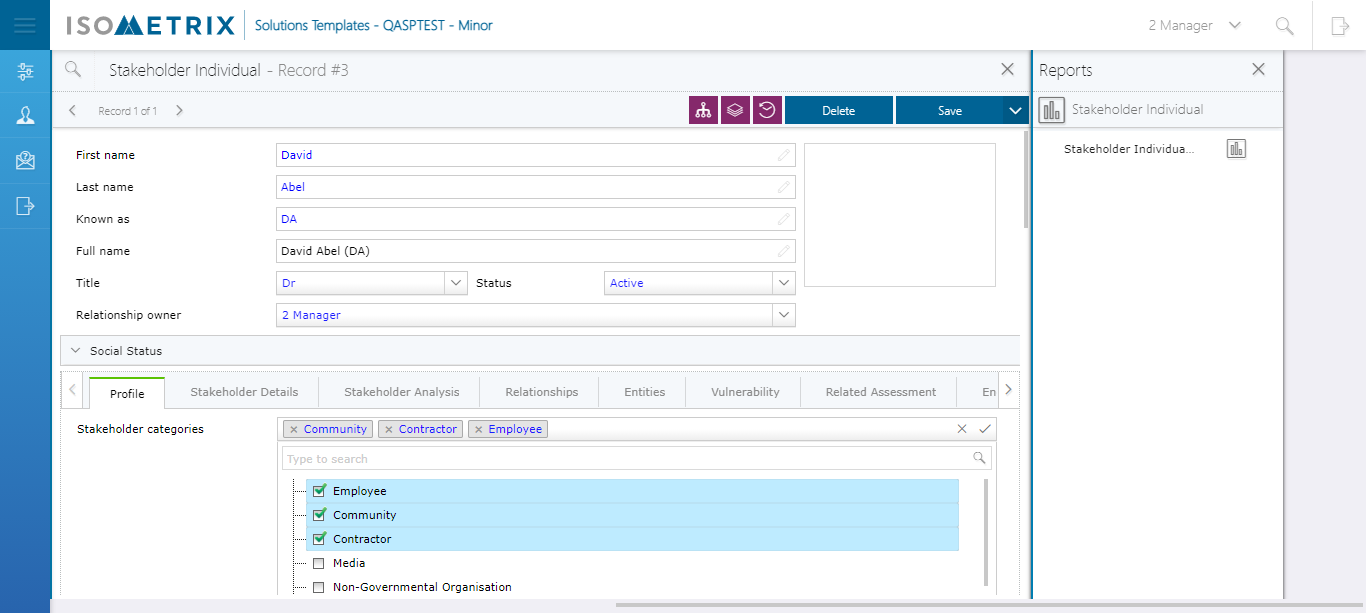 ISOMETRIX Solutions Templates - QASPTEST - Minor 2 Manager
Stakeholder Individual - Record #3
Record 1 of 1 Delete Save
First name David
Last name Abel
Known as DA
Full name David Abel (DA)
Title Dr Status Active
Relationship owner 2 Manager
Social Status
Profile Stakeholder Details Stakeholder Analysis Relationships Entities Vulnerability Related Assessment En
Stakeholder categories Community Contractor Employee
Type to search
Employee
Community
Contractor
Media
Non-Governmental Organisation
Reports
Stakeholder Individual
Stakeholder Individua...